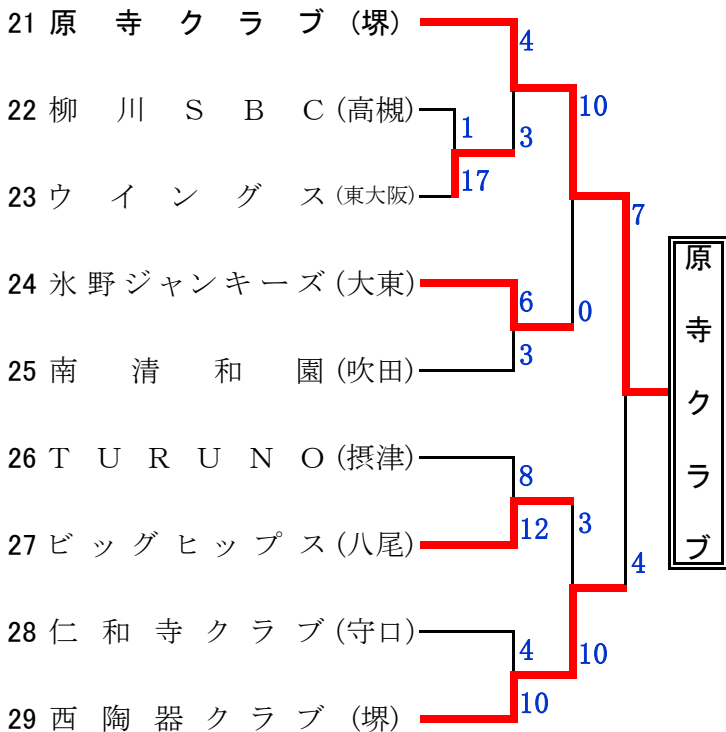 21 原寺クラブ (堺)
4
22 柳川SBC (高槻)
10
1
3
17
23 ウイングス (東大阪)
7
24 氷野ジャンキーズ (大東)
6
0
3
25 南清和園 (吹田)
原寺クラブ
26 TURUNO (摂津)
8
12
3
27 ビッグヒップス (八尾)
4
28 仁和寺クラブ (守口)
4
10
10
29 西陶器クラブ (堺)